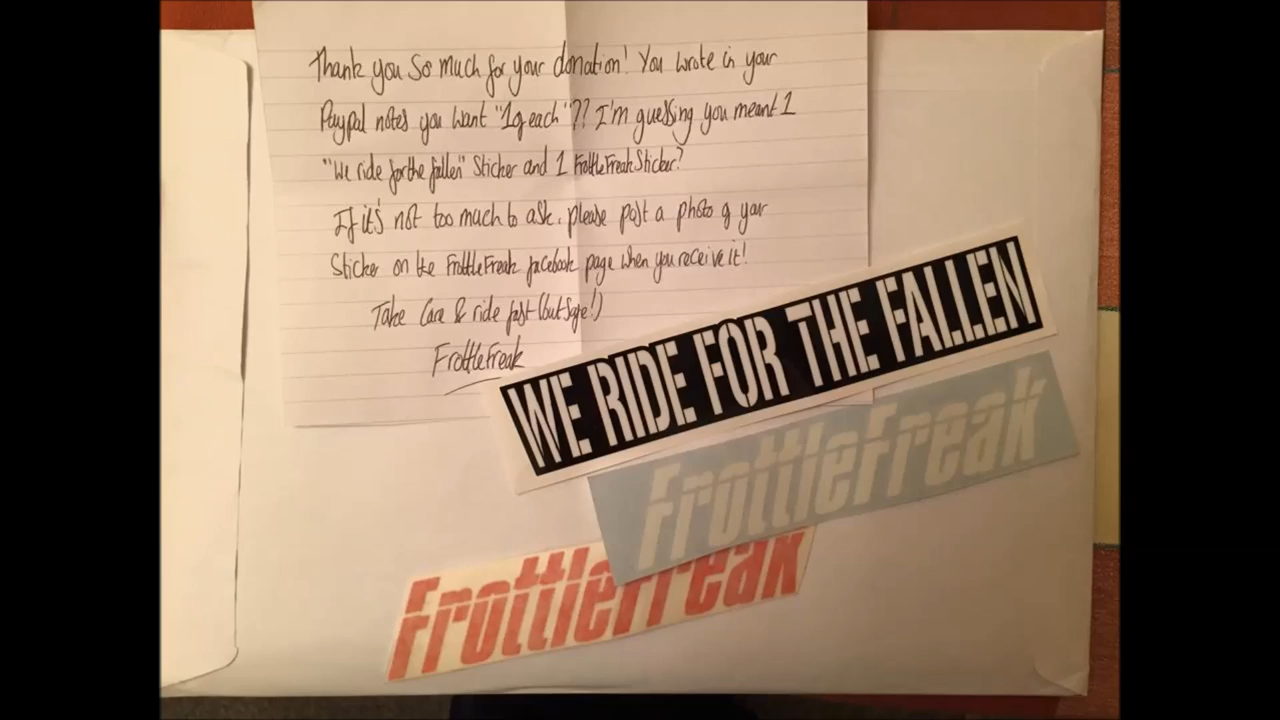 Thank you So much for your donation! You wrote in your
Paypal notes you want "1of each"?? I'm guessing you meant 1
"We ride for the fallen" Sticker and 1 FrottleFreak Sticker?
If it's not too much to ask, please post a photo of your
Sticker on the FrottleFreak facebook page when you receive it!
Take Care & ride fast (but Safe!)
FrottleFreak
WE RIDE FOR THE FALLEN
FrottleFreak
FrottleFreak